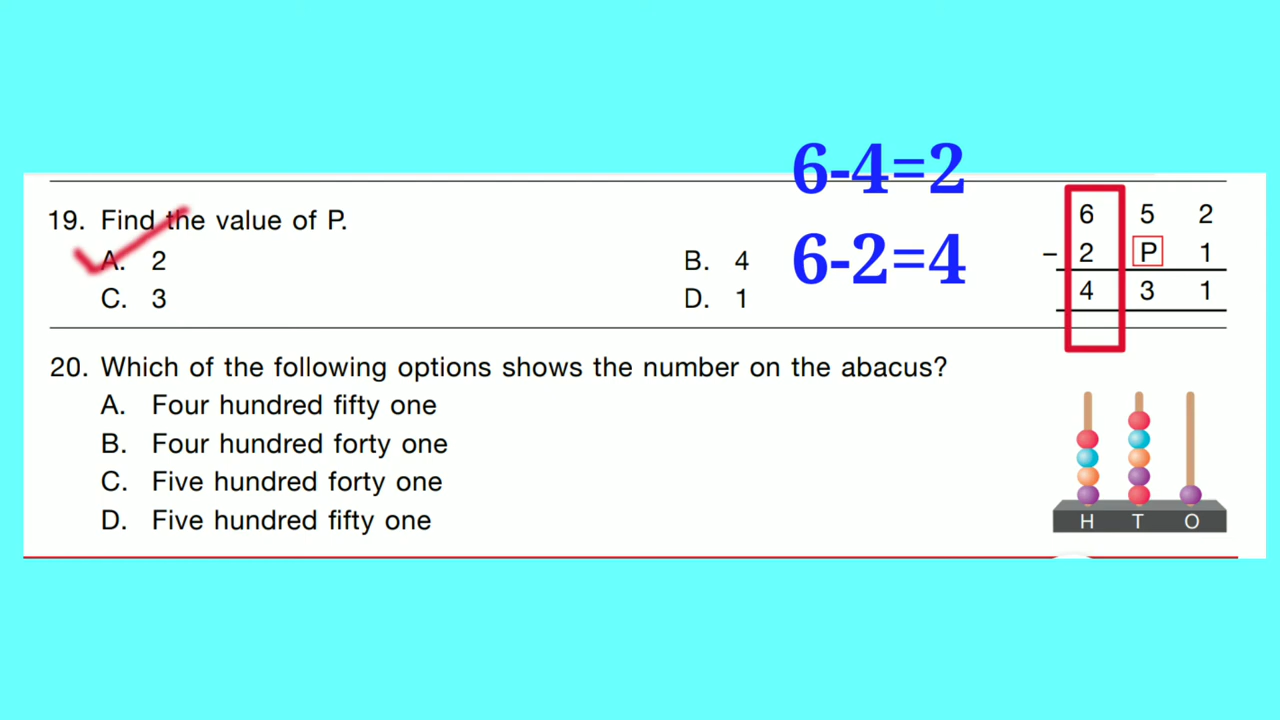 6-4=2
6-2=4
19. Find the value of P.
A. 2
B. 4
C. 3
D. 1
6 5 2
- 2 P 1
4 3 1
20. Which of the following options shows the number on the abacus?
A. Four hundred fifty one
B. Four hundred forty one
C. Five hundred forty one
D. Five hundred fifty one
H T O